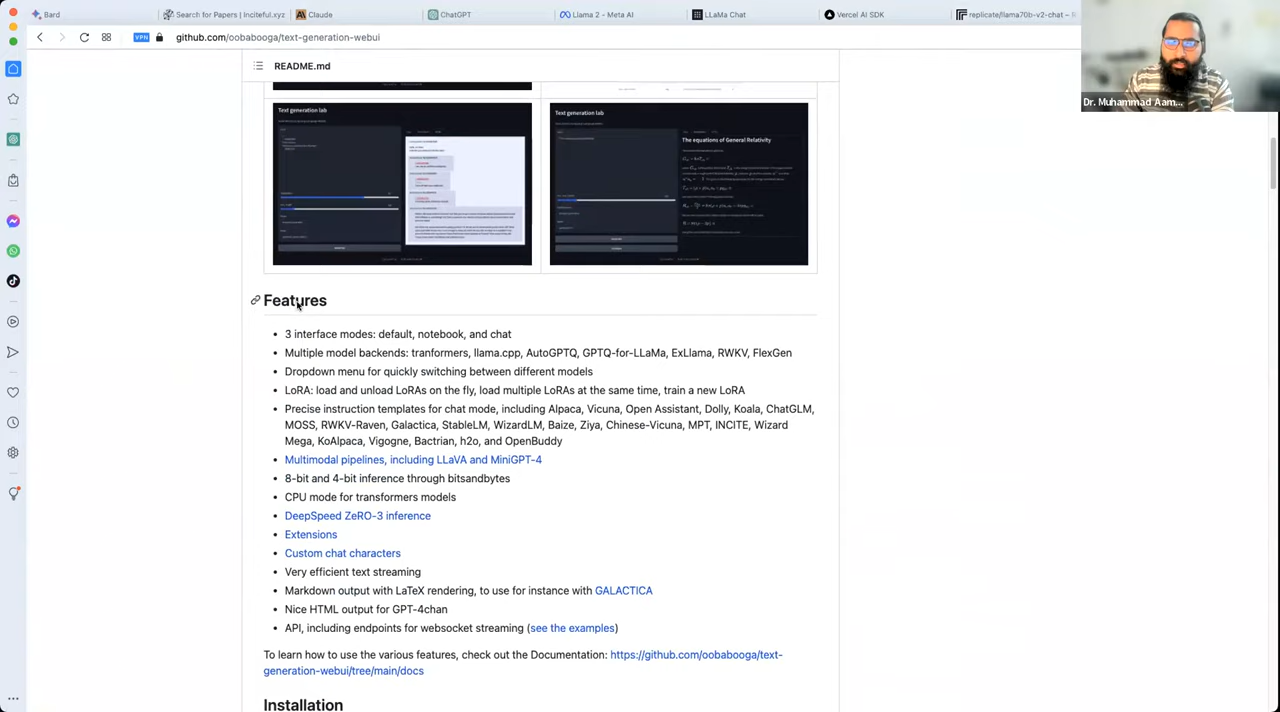 Bard
Search for Papers | Inciteful.xyz
Claude
ChatGPT
Llama 2 - Meta AI
LLaMa Chat
Vercel AI SDK
replicate/llama70b-v2-chat – R
VPN
github.com/oobabooga/text-generation-webui
Dr. Muhammad Aam...
README.md
Text generation lab
Text generation lab
The equations of General Relativity
Features
• 3 interface modes: default, notebook, and chat
• Multiple model backends: tranformers, llama.cpp, AutoGPTQ, GPTQ-for-LLaMa, ExLlama, RWKV, FlexGen
• Dropdown menu for quickly switching between different models
• LoRA: load and unload LoRAs on the fly, load multiple LoRAs at the same time, train a new LoRA
• Precise instruction templates for chat mode, including Alpaca, Vicuna, Open Assistant, Dolly, Koala, ChatGLM,
MOSS, RWKV-Raven, Galactica, StableLM, WizardLM, Baize, Ziya, Chinese-Vicuna, MPT, INCITE, Wizard
Mega, KoAlpaca, Vigogne, Bactrian, h2o, and OpenBuddy
• Multimodal pipelines, including LLaVA and MiniGPT-4
• 8-bit and 4-bit inference through bitsandbytes
• CPU mode for transformers models
• DeepSpeed ZeRO-3 inference
• Extensions
• Custom chat characters
• Very efficient text streaming
• Markdown output with LaTeX rendering, to use for instance with GALACTICA
• Nice HTML output for GPT-4chan
• API, including endpoints for websocket streaming (see the examples)
To learn how to use the various features, check out the Documentation: https://github.com/oobabooga/text-
generation-webui/tree/main/docs
Installation